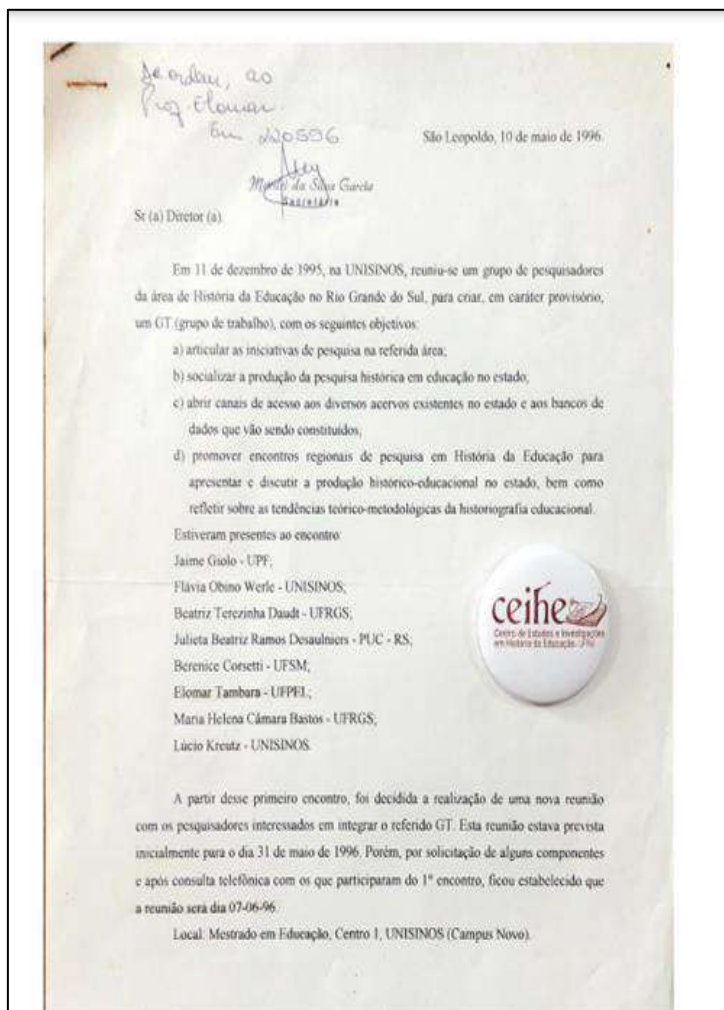 De ordem, ao
Prof. Elomar.
Em 220596
São Leopoldo, 10 de maio de 1996.
da Silva Garcia
Secretária
Sr (a) Diretor (a).
Em 11 de dezembro de 1995, na UNISINOS, reuniu-se um grupo de pesquisadores
da área de História da Educação no Rio Grande do Sul, para criar, em caráter provisório,
um GT (grupo de trabalho), com os seguintes objetivos:
a) articular as iniciativas de pesquisa na referida área;
b) socializar a produção da pesquisa histórica em educação no estado;
c) abrir canais de acesso aos diversos acervos existentes no estado e aos bancos de
dados que vão sendo constituídos;
d) promover encontros regionais de pesquisa em História da Educação para
apresentar e discutir a produção histórico-educacional no estado, bem como
refletir sobre as tendências teórico-metodológicas da historiografia educacional.
Estiveram presentes ao encontro:
Jaime Giolo - UPF;
Flávia Obino Werle - UNISINOS;
Beatriz Terezinha Daudt - UFRGS;
Julieta Beatriz Ramos Desaulniers - PUC - RS;
Berenice Corsetti - UFSM;
Elomar Tambara - UFPEL;
Maria Helena Câmara Bastos - UFRGS;
Lúcio Kreutz - UNISINOS.
ceihe
Centro de Estudos e Investigações
em História da Educação, UFPel
A partir desse primeiro encontro, foi decidida a realização de uma nova reunião
com os pesquisadores interessados em integrar o referido GT. Esta reunião estava prevista
inicialmente para o dia 31 de maio de 1996. Porém, por solicitação de alguns componentes
e após consulta telefônica com os que participaram do 1º encontro, ficou estabelecido que
a reunião será dia 07-06-96.
Local: Mestrado em Educação, Centro 1, UNISINOS (Campus Novo).